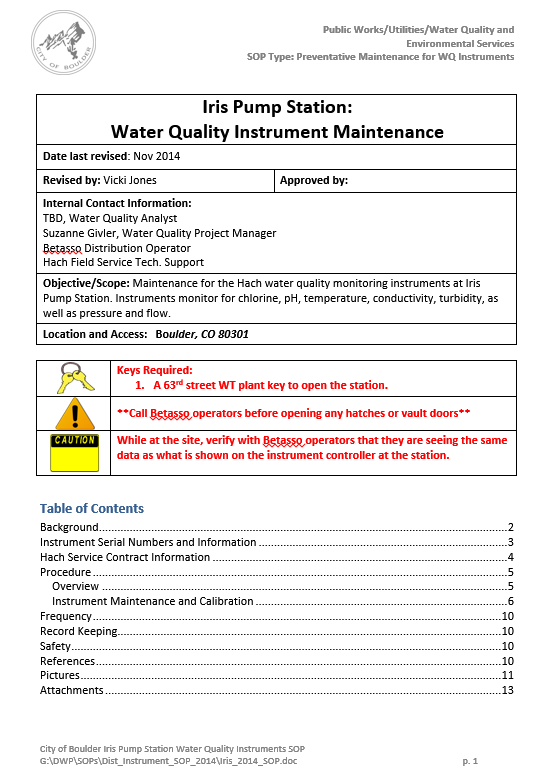 CITY OF BOULDER
Public Works/Utilities/Water Quality and
Environmental Services
SOP Type: Preventative Maintenance for WQ Instruments
Iris Pump Station:
Water Quality Instrument Maintenance
Date last revised: Nov 2014
Revised by: Vicki Jones
Approved by:
Internal Contact Information:
TBD, Water Quality Analyst
Suzanne Givler, Water Quality Project Manager
Betasso Distribution Operator
Hach Field Service Tech. Support
Objective/Scope: Maintenance for the Hach water quality monitoring instruments at Iris
Pump Station. Instruments monitor for chlorine, pH, temperature, conductivity, turbidity, as
well as pressure and flow.
Location and Access: Boulder, CO 80301
Keys Required:
1. A 63rd street WT plant key to open the station.
**Call Betasso operators before opening any hatches or vault doors**
CAUTION
While at the site, verify with Betasso operators that they are seeing the same
data as what is shown on the instrument controller at the station.
Table of Contents
Background 2
Instrument Serial Numbers and Information 3
Hach Service Contract Information 4
Procedure 5
Overview 5
Instrument Maintenance and Calibration 6
Frequency 10
Record Keeping 10
Safety 10
References 10
Pictures 11
Attachments 13
City of Boulder Iris Pump Station Water Quality Instruments SOP
G:\DWP\SOPs\Dist_Instrument_SOP_2014\Iris_2014_SOP.doc p. 1